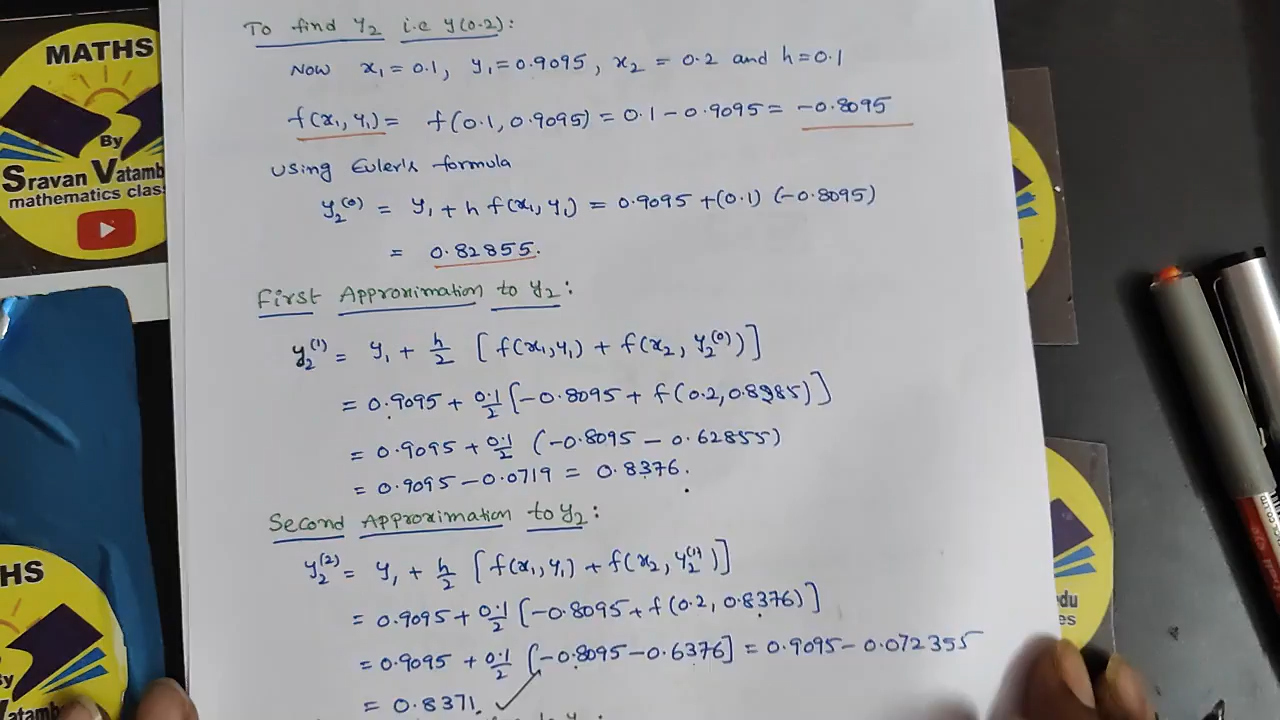 MATHS
By
Sravan Vatamb
mathematics clas
To find y₂ i.e y(0.2):
Now x₁ = 0.1, y₁ = 0.9095, x₂ = 0.2 and h = 0.1
f(x₁, y₁) = f(0.1, 0.9095) = 0.1 - 0.9095 = -0.8095
Using Euler's formula
y₂⁽⁰⁾ = y₁ + h f(x₁, y₁) = 0.9095 + (0.1) (-0.8095)
= 0.82855.
First Approximation to y₂:
y₂⁽¹⁾ = y₁ + h/2 [f(x₁, y₁) + f(x₂, y₂⁽⁰⁾)]
= 0.9095 + 0.1/2 [-0.8095 + f(0.2, 0.8985)]
= 0.9095 + 0.1/2 (-0.8095 - 0.62855)
= 0.9095 - 0.0719 = 0.8376.
Second Approximation to y₂:
y₂⁽²⁾ = y₁ + h/2 [f(x₁, y₁) + f(x₂, y₂⁽¹⁾)]
= 0.9095 + 0.1/2 [-0.8095 + f(0.2, 0.8376)]
= 0.9095 + 0.1/2 [-0.8095 - 0.6376] = 0.9095 - 0.072355
= 0.8371. ✓
HS
y
atamb
du
es